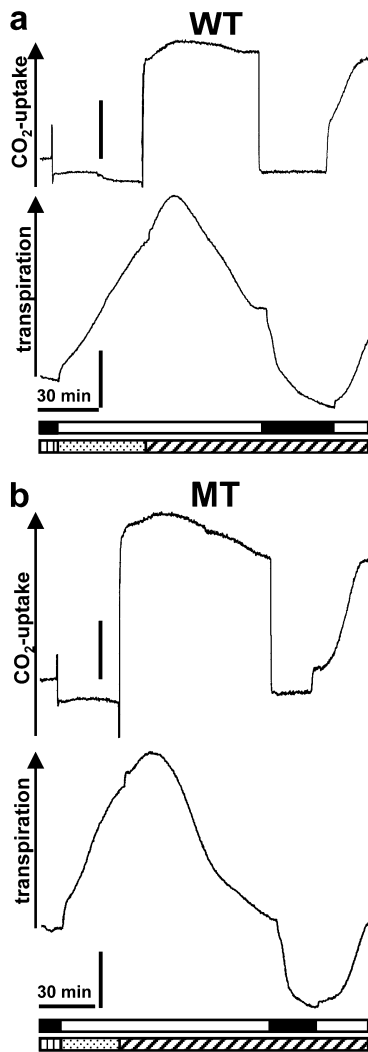 a
WT
CO₂-uptake
transpiration
30 min
b
MT
CO₂-uptake
transpiration
30 min